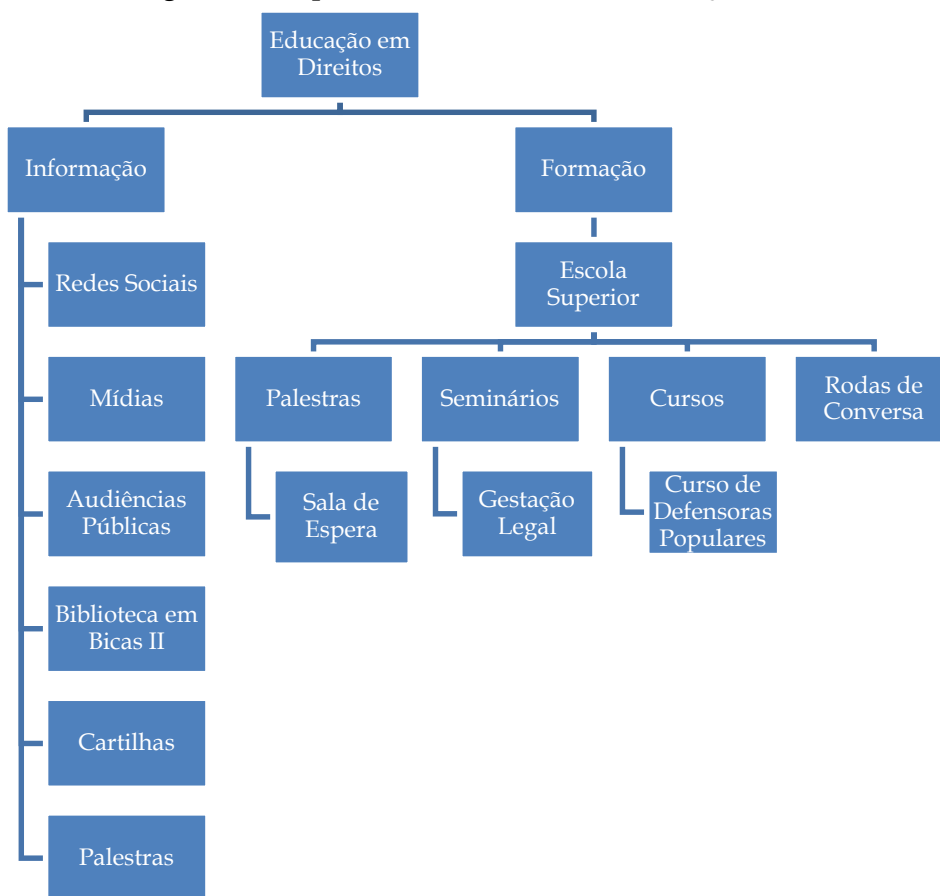 Educação em
Direitos
Informação
Formação
Redes Sociais
Escola
Superior
Mídias
Palestras
Seminários
Cursos
Rodas de
Conversa
Audiências
Públicas
Sala de
Espera
Gestação
Legal
Curso de
Defensoras
Populares
Biblioteca em
Bicas II
Cartilhas
Palestras